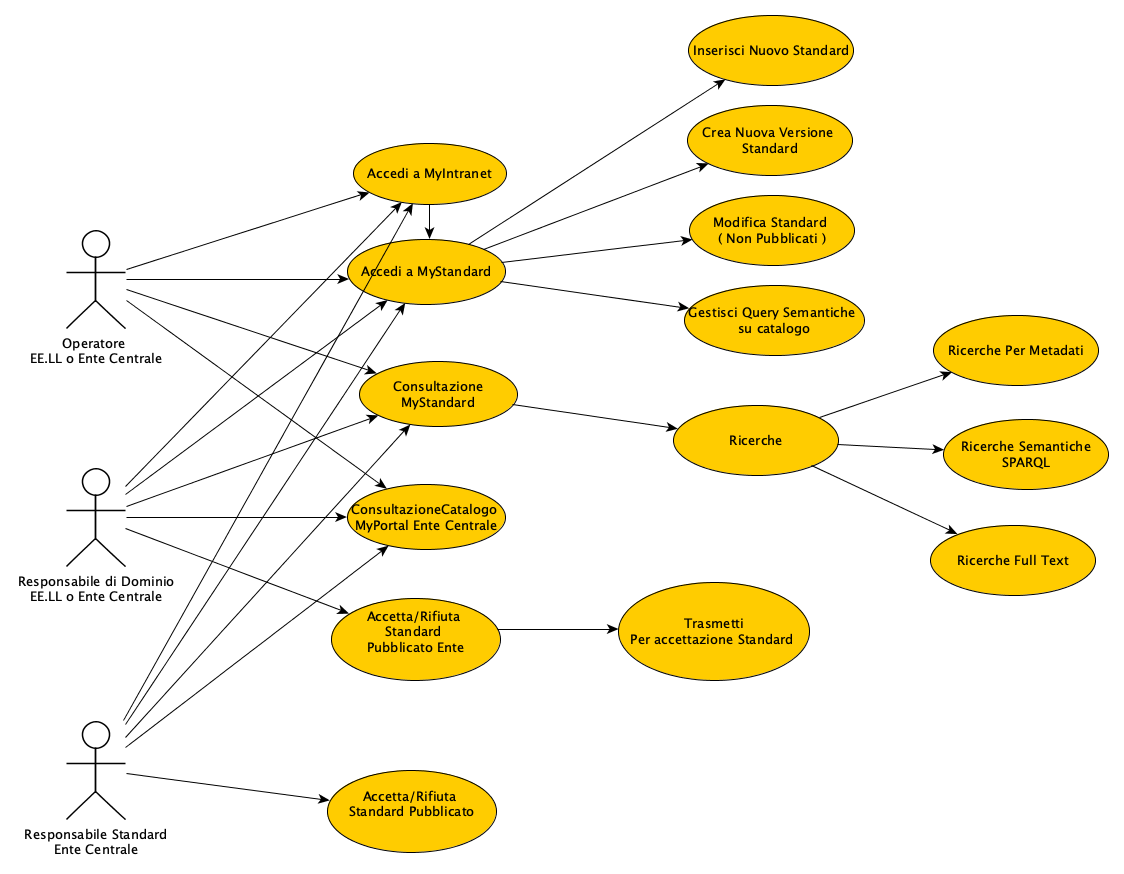 Inserisci Nuovo Standard
Crea Nuova Versione
Standard
Accedi a MyIntranet
Modifica Standard
( Non Pubblicati )
Accedi a MyStandard
Gestisci Query Semantiche
su catalogo
Operatore
EE.LL o Ente Centrale
Ricerche Per Metadati
Consultazione
MyStandard
Ricerche
Ricerche Semantiche
SPARQL
ConsultazioneCatalogo
MyPortal Ente Centrale
Ricerche Full Text
Responsabile di Dominio
EE.LL o Ente Centrale
Accetta/Rifiuta
Standard
Pubblicato Ente
Trasmetti
Per accettazione Standard
Accetta/Rifiuta
Standard Pubblicato
Responsabile Standard
Ente Centrale